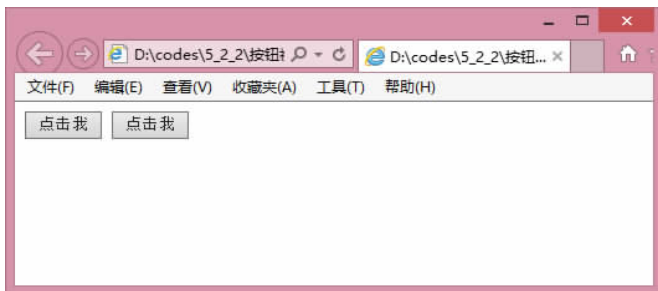 D:\codes\5_2_2\按钮
D:\codes\5_2_2\按钮...
文件(F) 编辑(E) 查看(V) 收藏夹(A) 工具(T) 帮助(H)
点击我 点击我